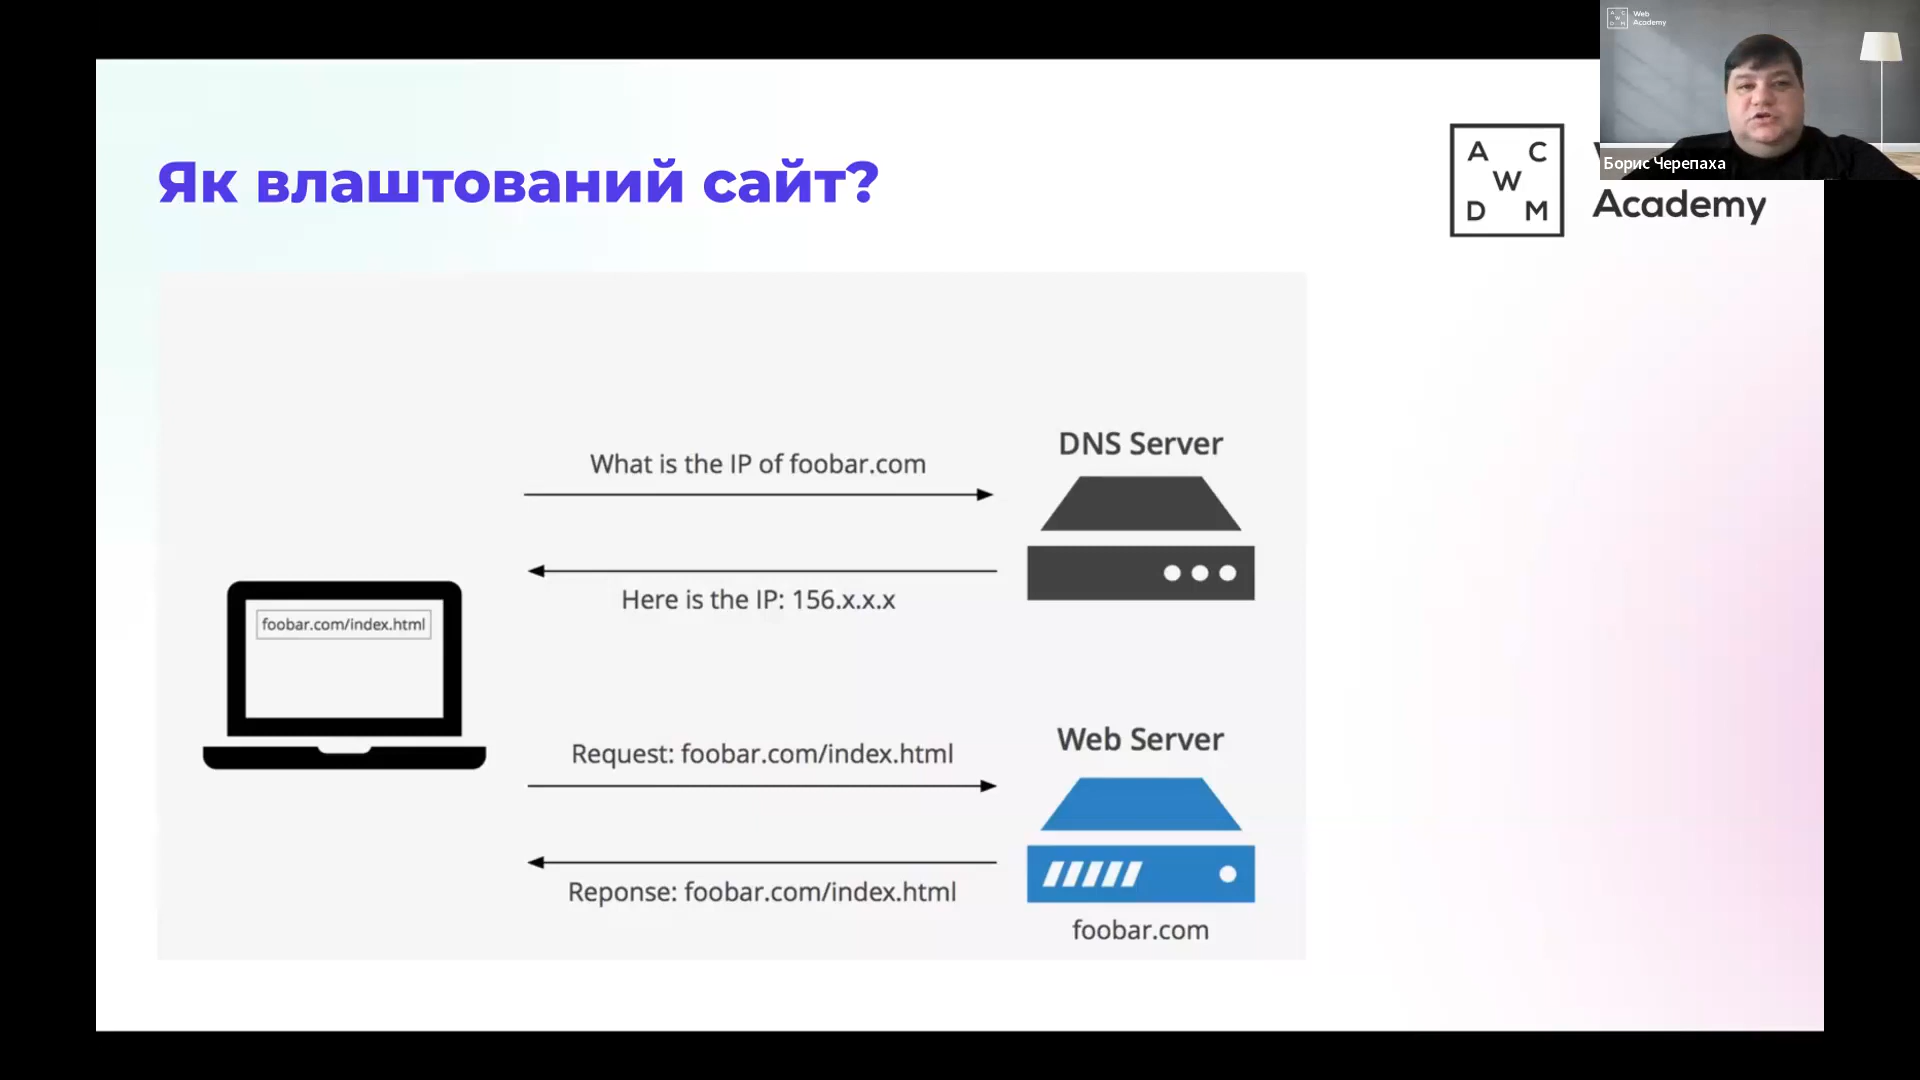 Як влаштований сайт?
A C
W
D M
Academy
Web
Academy
Борис Черепаха
What is the IP of foobar.com
DNS Server
Here is the IP: 156.x.x.x
foobar.com/index.html
Request: foobar.com/index.html
Web Server
Reponse: foobar.com/index.html
foobar.com